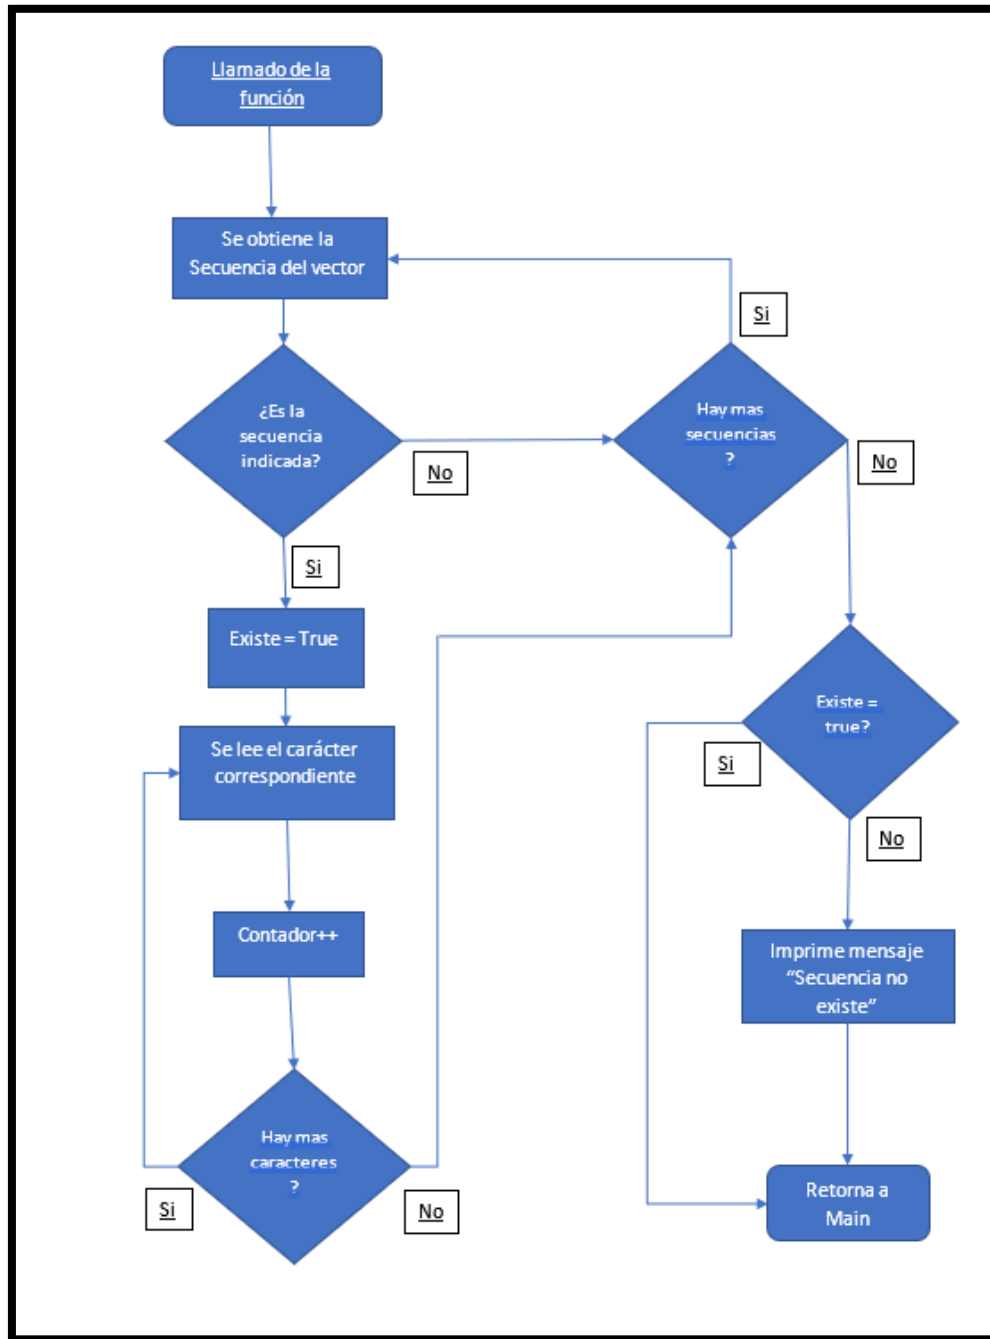 Llamado de la
función
Se obtiene la
Secuencia del vector
Si
¿Es la
secuencia
indicada?
No
Hay mas
secuencias
?
No
Si
Existe = True
Se lee el carácter
correspondiente
Existe =
true?
Si
No
Contador++
Imprime mensaje
“Secuencia no
existe”
Hay mas
caracteres
?
Si
No
Retorna a
Main